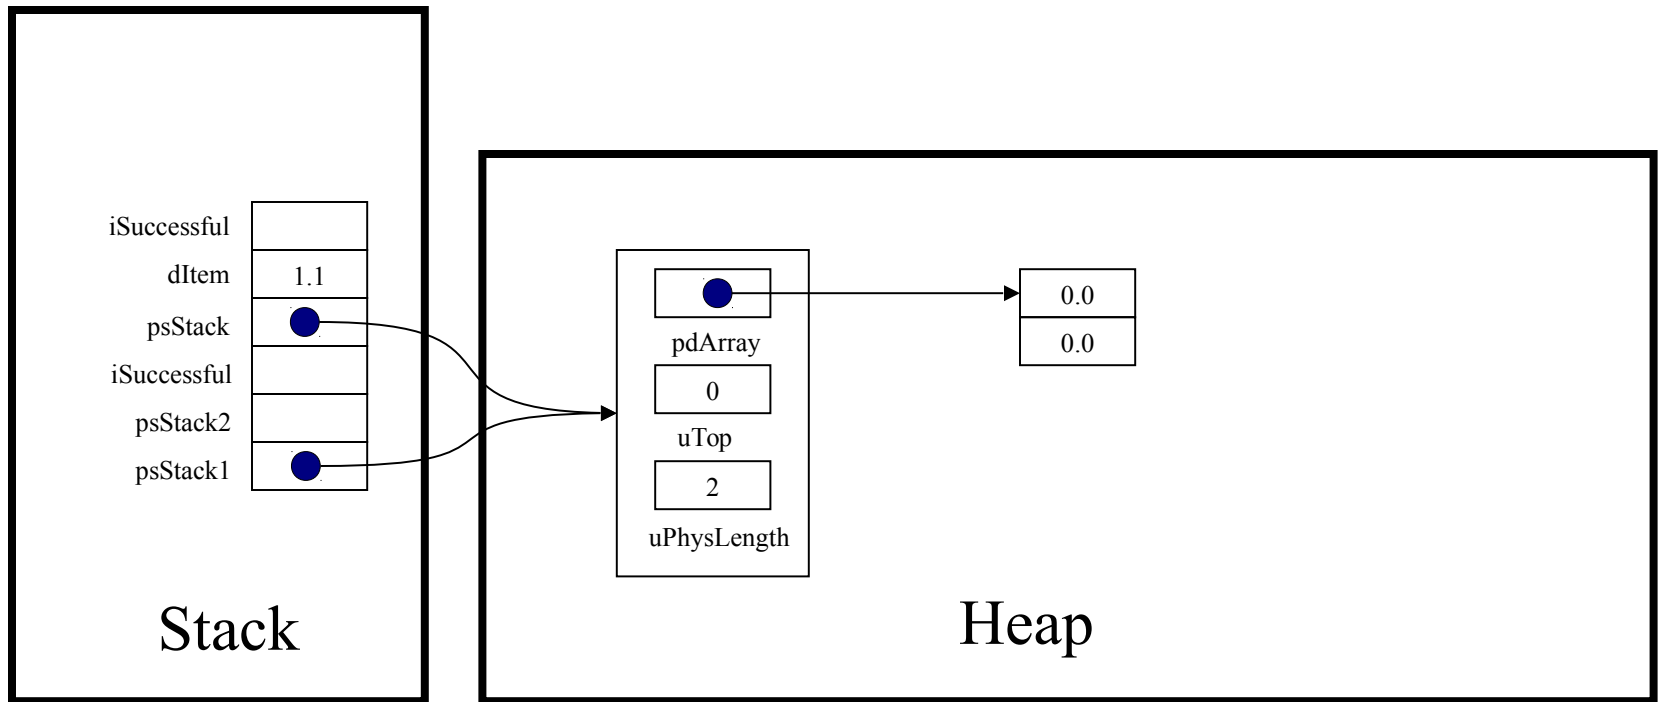 iSuccessful
dItem 1.1
psStack
iSuccessful
psStack2
psStack1
Stack
pdArray
0
uTop
2
uPhysLength
0.0
0.0
Heap